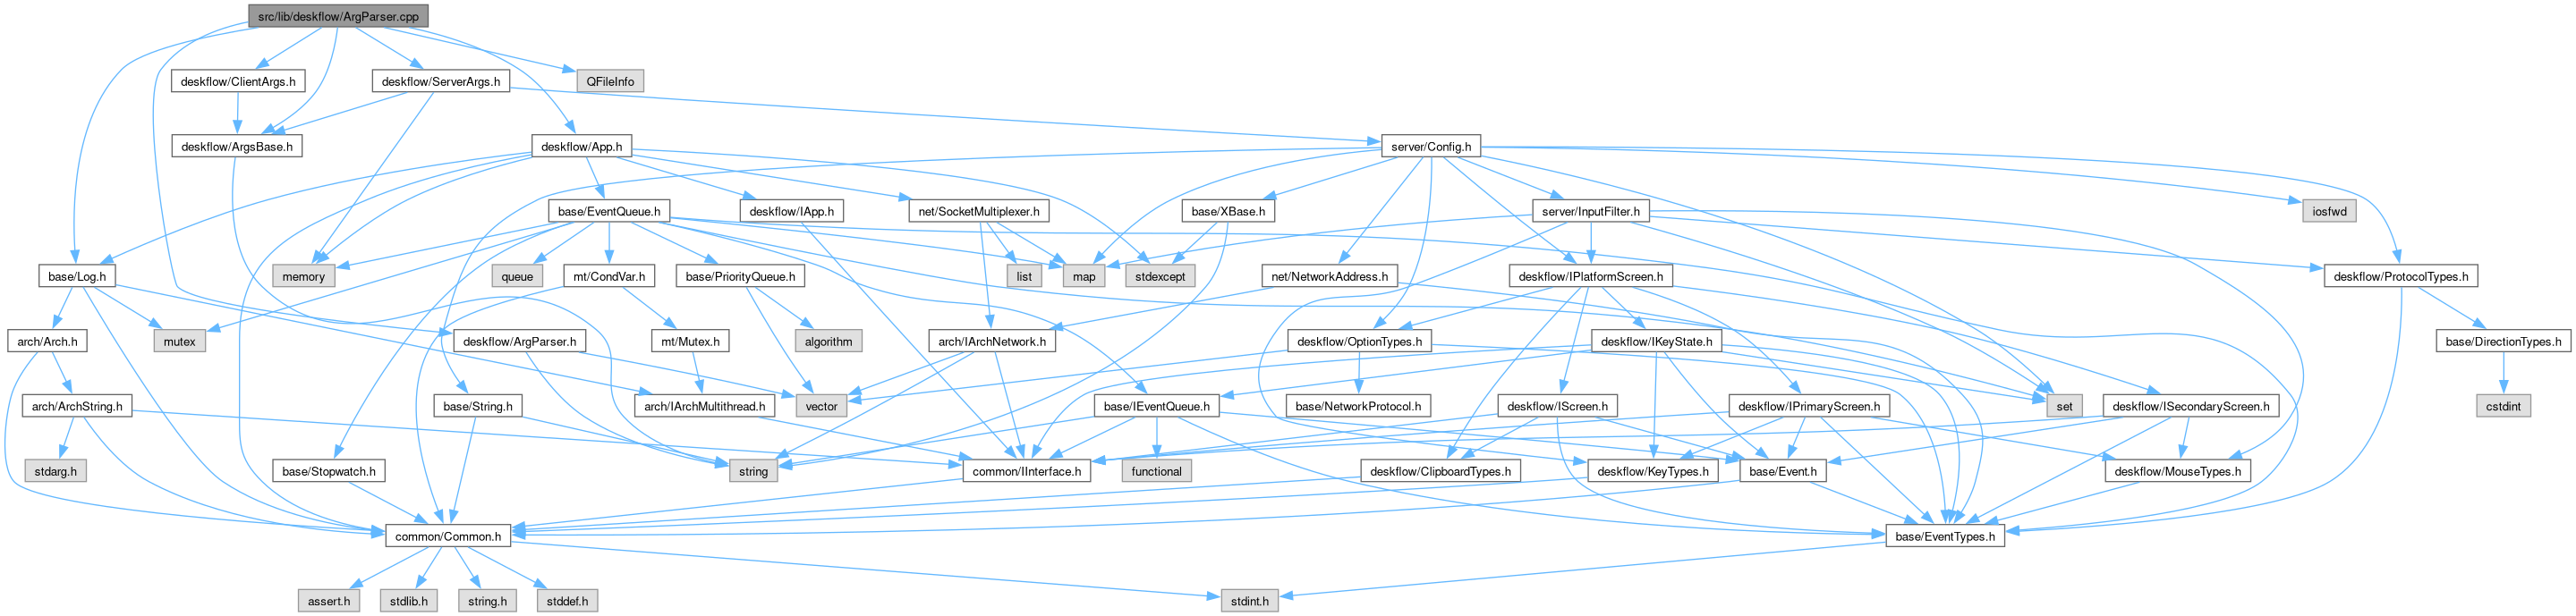 src/lib/deskflow/ArgParser.cpp
deskflow/ClientArgs.h
deskflow/ServerArgs.h
QFileInfo
deskflow/ArgsBase.h
deskflow/App.h
server/Config.h
base/EventQueue.h
deskflow/IApp.h
net/SocketMultiplexer.h
base/XBase.h
server/InputFilter.h
iosfwd
base/Log.h
memory
queue
mt/CondVar.h
base/PriorityQueue.h
list
map
stdexcept
net/NetworkAddress.h
deskflow/IPlatformScreen.h
deskflow/ProtocolTypes.h
arch/Arch.h
mutex
deskflow/ArgParser.h
mt/Mutex.h
algorithm
arch/IArchNetwork.h
deskflow/OptionTypes.h
deskflow/IKeyState.h
base/DirectionTypes.h
arch/ArchString.h
base/String.h
arch/IArchMultithread.h
vector
base/IEventQueue.h
base/NetworkProtocol.h
deskflow/IScreen.h
deskflow/IPrimaryScreen.h
set
deskflow/ISecondaryScreen.h
cstdint
stdarg.h
base/Stopwatch.h
string
common/IInterface.h
functional
deskflow/ClipboardTypes.h
deskflow/KeyTypes.h
base/Event.h
deskflow/MouseTypes.h
common/Common.h
base/EventTypes.h
assert.h
stdlib.h
string.h
stddef.h
stdint.h